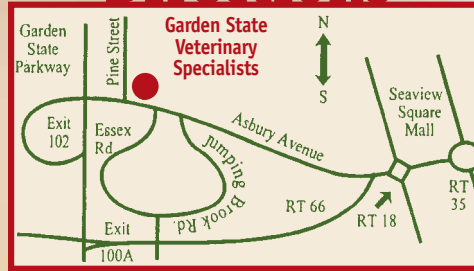 Garden
State
Parkway
Pine Street
Garden State
Veterinary
Specialists
N
S
Seaview
Square
Mall
Exit
102
Essex
Rd
Asbury Avenue
Jumping Brook Rd.
RT 66
RT 18
RT
35
Exit
100A